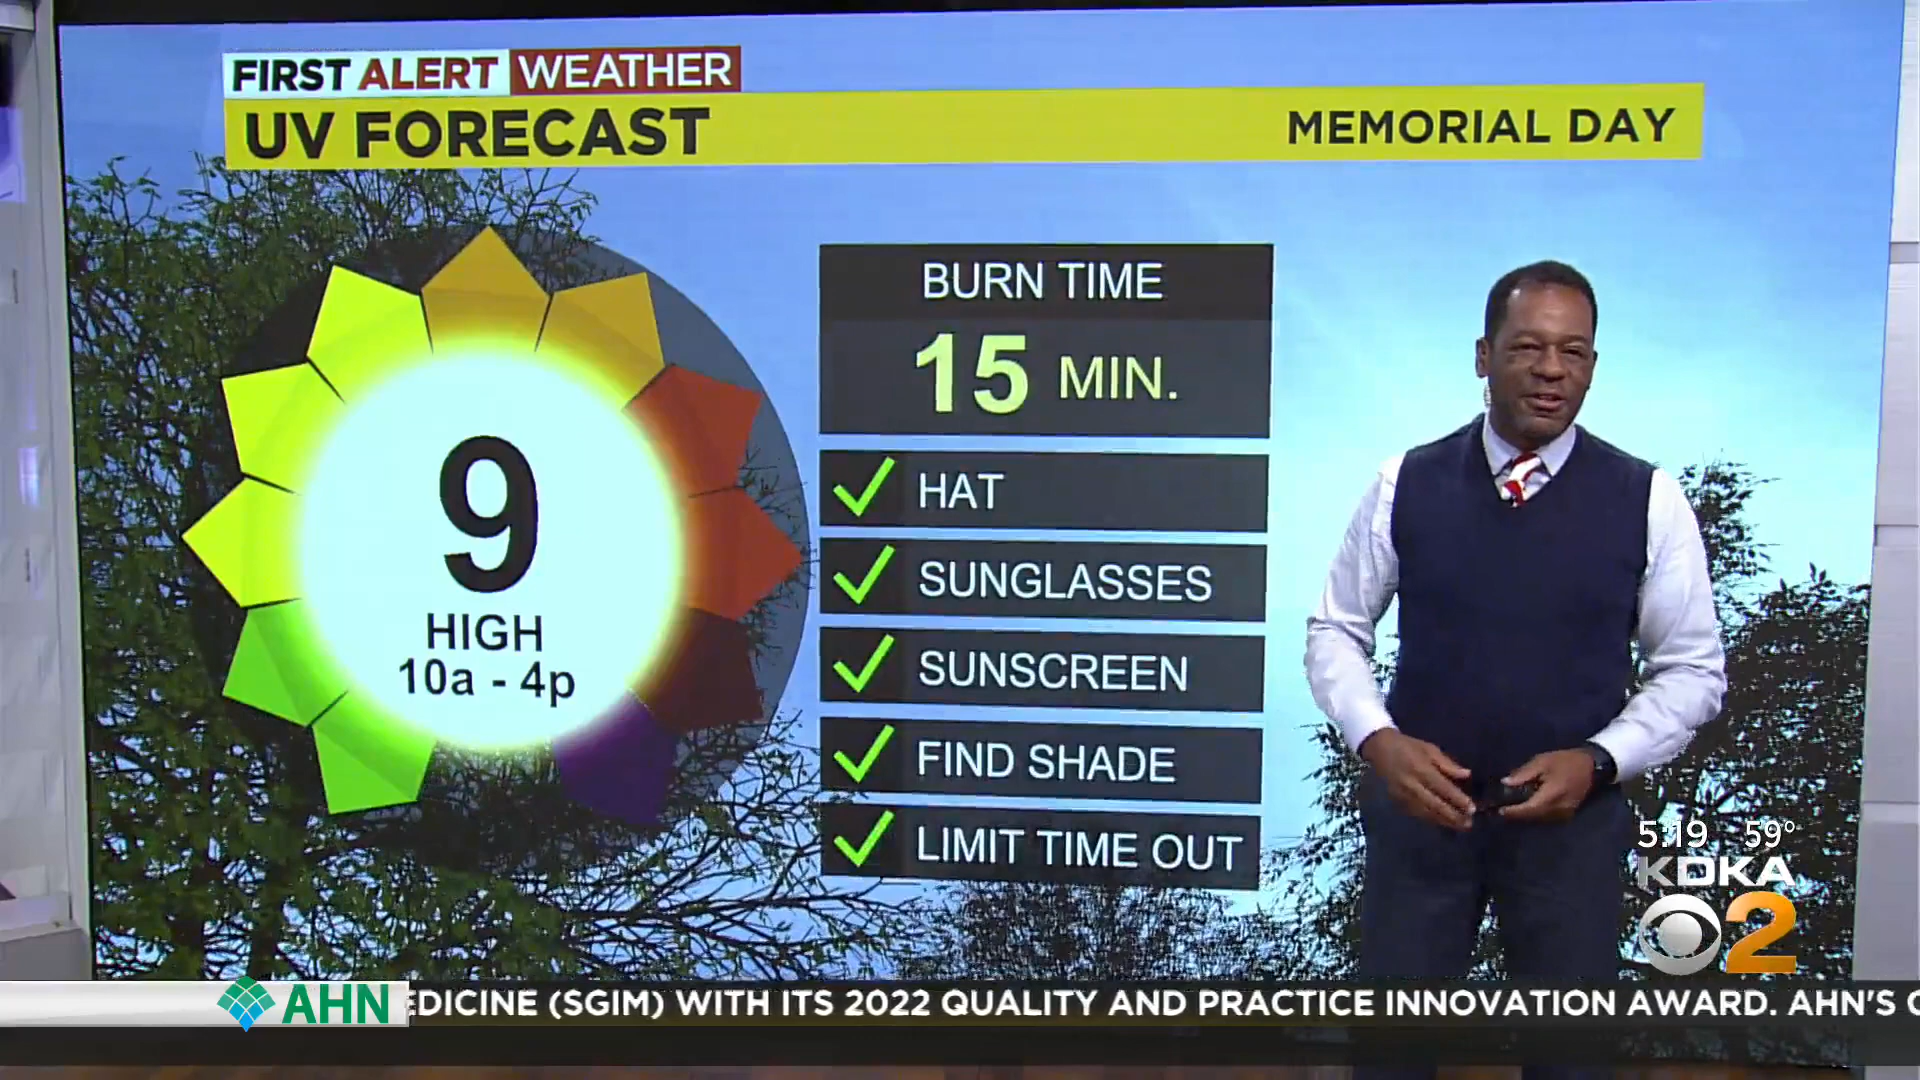 FIRST ALERT WEATHER
UV FORECAST
MEMORIAL DAY
9
HIGH
10a - 4p
BURN TIME
15 MIN.
HAT
SUNGLASSES
SUNSCREEN
FIND SHADE
LIMIT TIME OUT
5:19 59°
KDKA
2
AHN
EDICINE (SGIM) WITH ITS 2022 QUALITY AND PRACTICE INNOVATION AWARD. AHN'S